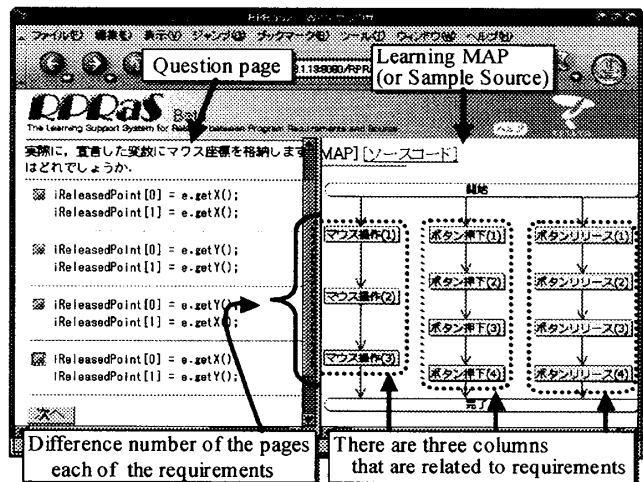 ファイル(F) 編集(E) 表示(V) ジャンプ(G) ブックマーク(B) ツール(T) ウィンドウ(W) ヘルプ(H)
Question page
1.13:8080/RPR
Learning MAP
(or Sample Source)
RPRaS
The Learning Support System for between Program Requirements and Source
ヘルプ
実際に，宣言した変数にマウス座標を格納します
はどれでしょうか．
iReleasedPoint[0] = e.getX();
iReleasedPoint[1] = e.getX();
iReleasedPoint[0] = e.getY();
iReleasedPoint[1] = e.getY();
iReleasedPoint[0] = e.getY();
iReleasedPoint[1] = e.getX();
iReleasedPoint[0] = e.getX();
iReleasedPoint[1] = e.getY();
次へ
MAP] [ソースコード]
開始
マウス操作(1) ボタン押下(1) ボタンリリース(1)
マウス操作(2) ボタン押下(2) ボタンリリース(2)
マウス操作(3) ボタン押下(3) ボタンリリース(3)
ボタン押下(4) ボタンリリース(4)
完了
Difference number of the pages
each of the requirements
There are three columns
that are related to requirements